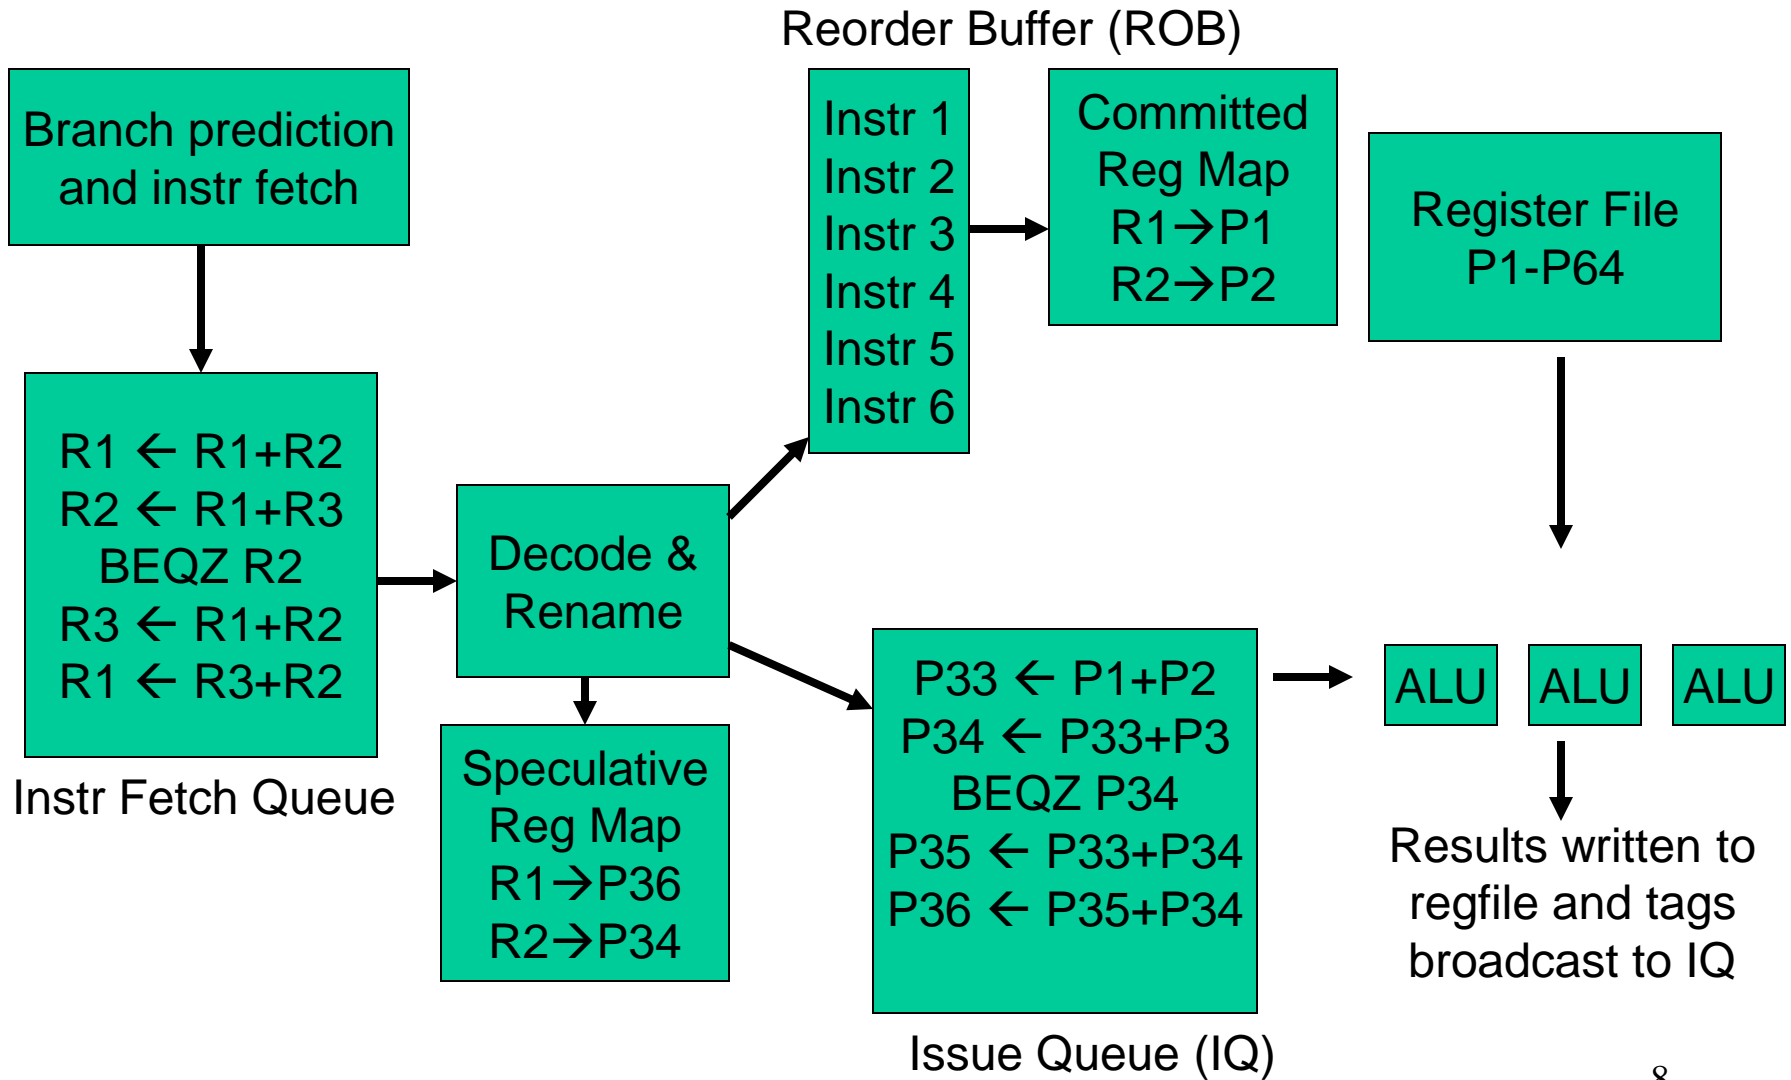 Reorder Buffer (ROB)
Branch prediction
and instr fetch
Instr 1
Instr 2
Instr 3
Instr 4
Instr 5
Instr 6
Committed
Reg Map
R1→P1
R2→P2
Register File
P1-P64
R1 ← R1+R2
R2 ← R1+R3
BEQZ R2
R3 ← R1+R2
R1 ← R3+R2
Instr Fetch Queue
Decode &
Rename
Speculative
Reg Map
R1→P36
R2→P34
P33 ← P1+P2
P34 ← P33+P3
BEQZ P34
P35 ← P33+P34
P36 ← P35+P34
Issue Queue (IQ)
ALU
ALU
ALU
Results written to
regfile and tags
broadcast to IQ
8